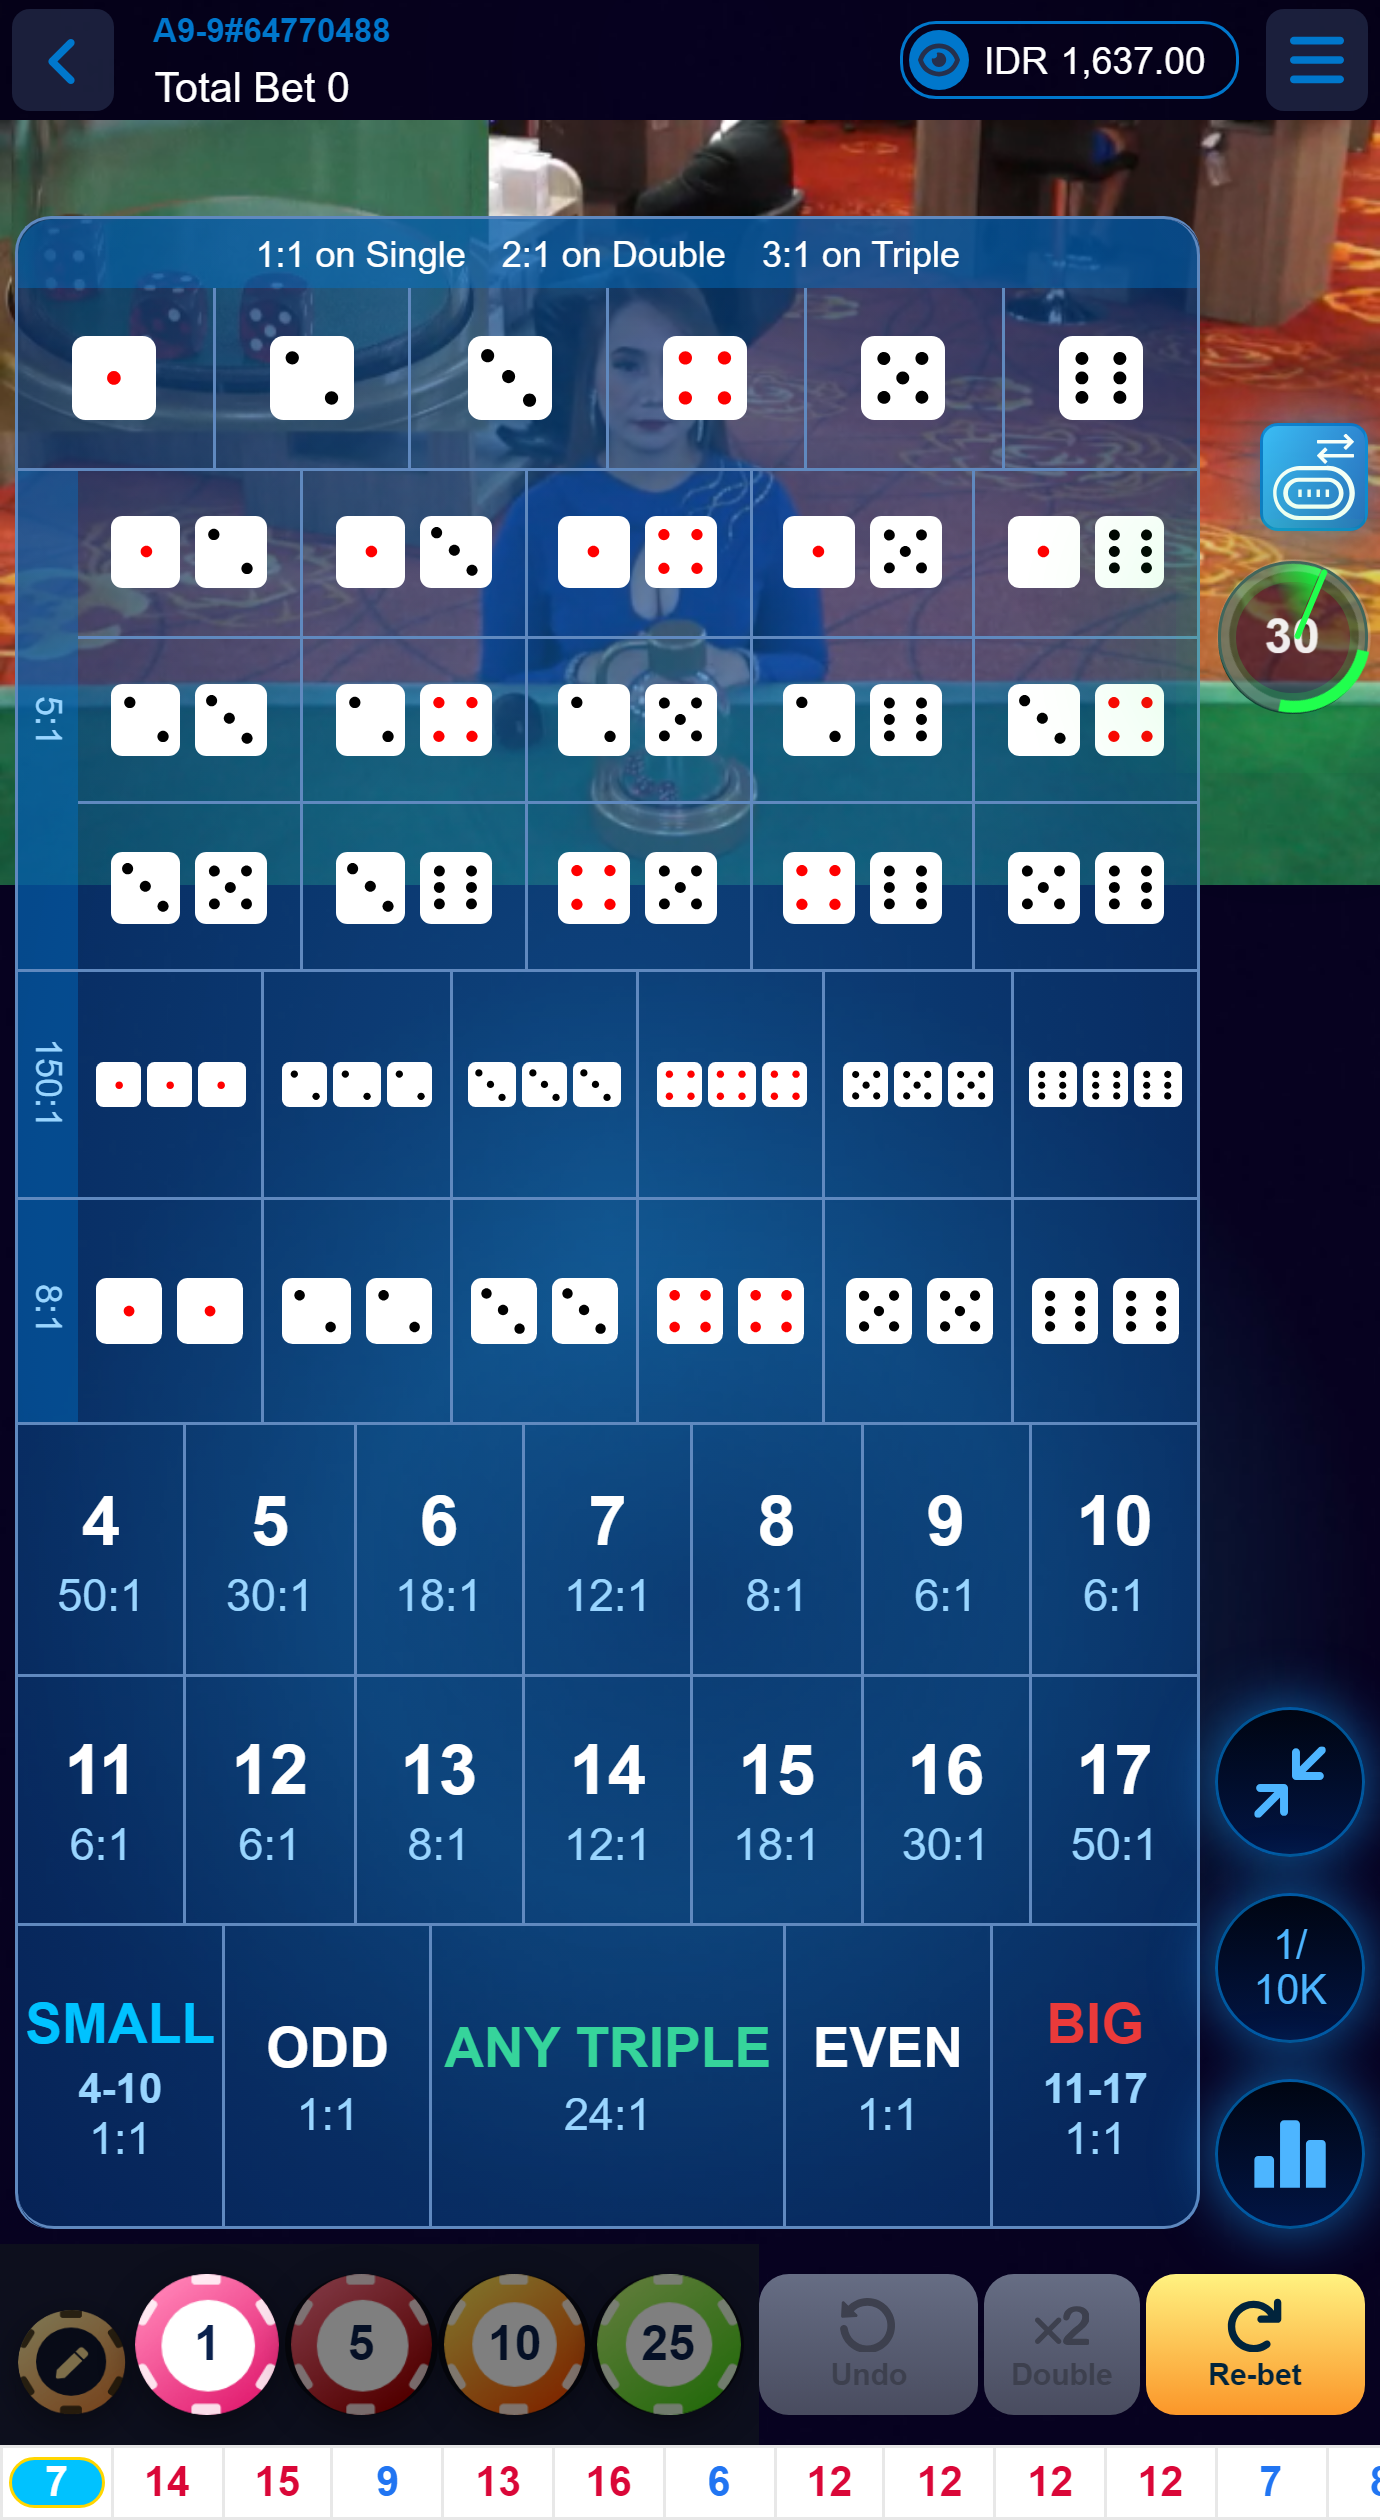 A9-9#64770488
Total Bet 0
IDR 1,637.00
1:1 on Single 2:1 on Double 3:1 on Triple
30
5:1
150:1
8:1
4 5 6 7 8 9 10
50:1 30:1 18:1 12:1 8:1 6:1 6:1
11 12 13 14 15 16 17
6:1 6:1 8:1 12:1 18:1 30:1 50:1
SMALL
4-10
1:1
ODD
1:1
ANY TRIPLE
24:1
EVEN
1:1
BIG
11-17
1:1
1/
10K
1 5 10 25
Undo
x2
Double
Re-bet
7 14 15 9 13 16 6 12 12 12 12 7